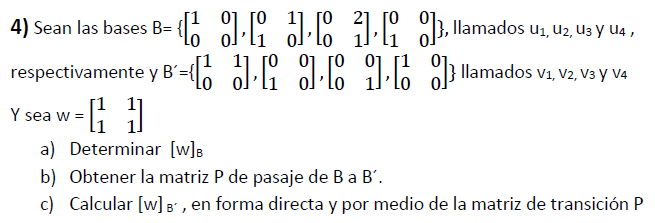 4) Sean las bases B= {[1 0; 0 0], [0 1; 1 0], [0 2; 0 1], [0 0; 1 0]}, llamados u₁, u₂, u₃ y u₄ ,
respectivamente y B´={[1 1; 0 0], [0 0; 1 0], [0 0; 0 1], [1 0; 0 0]} llamados v₁, v₂, v₃ y v₄
Y sea w = [1 1; 1 1]
a) Determinar [w]B
b) Obtener la matriz P de pasaje de B a B´.
c) Calcular [w] B´ , en forma directa y por medio de la matriz de transición P